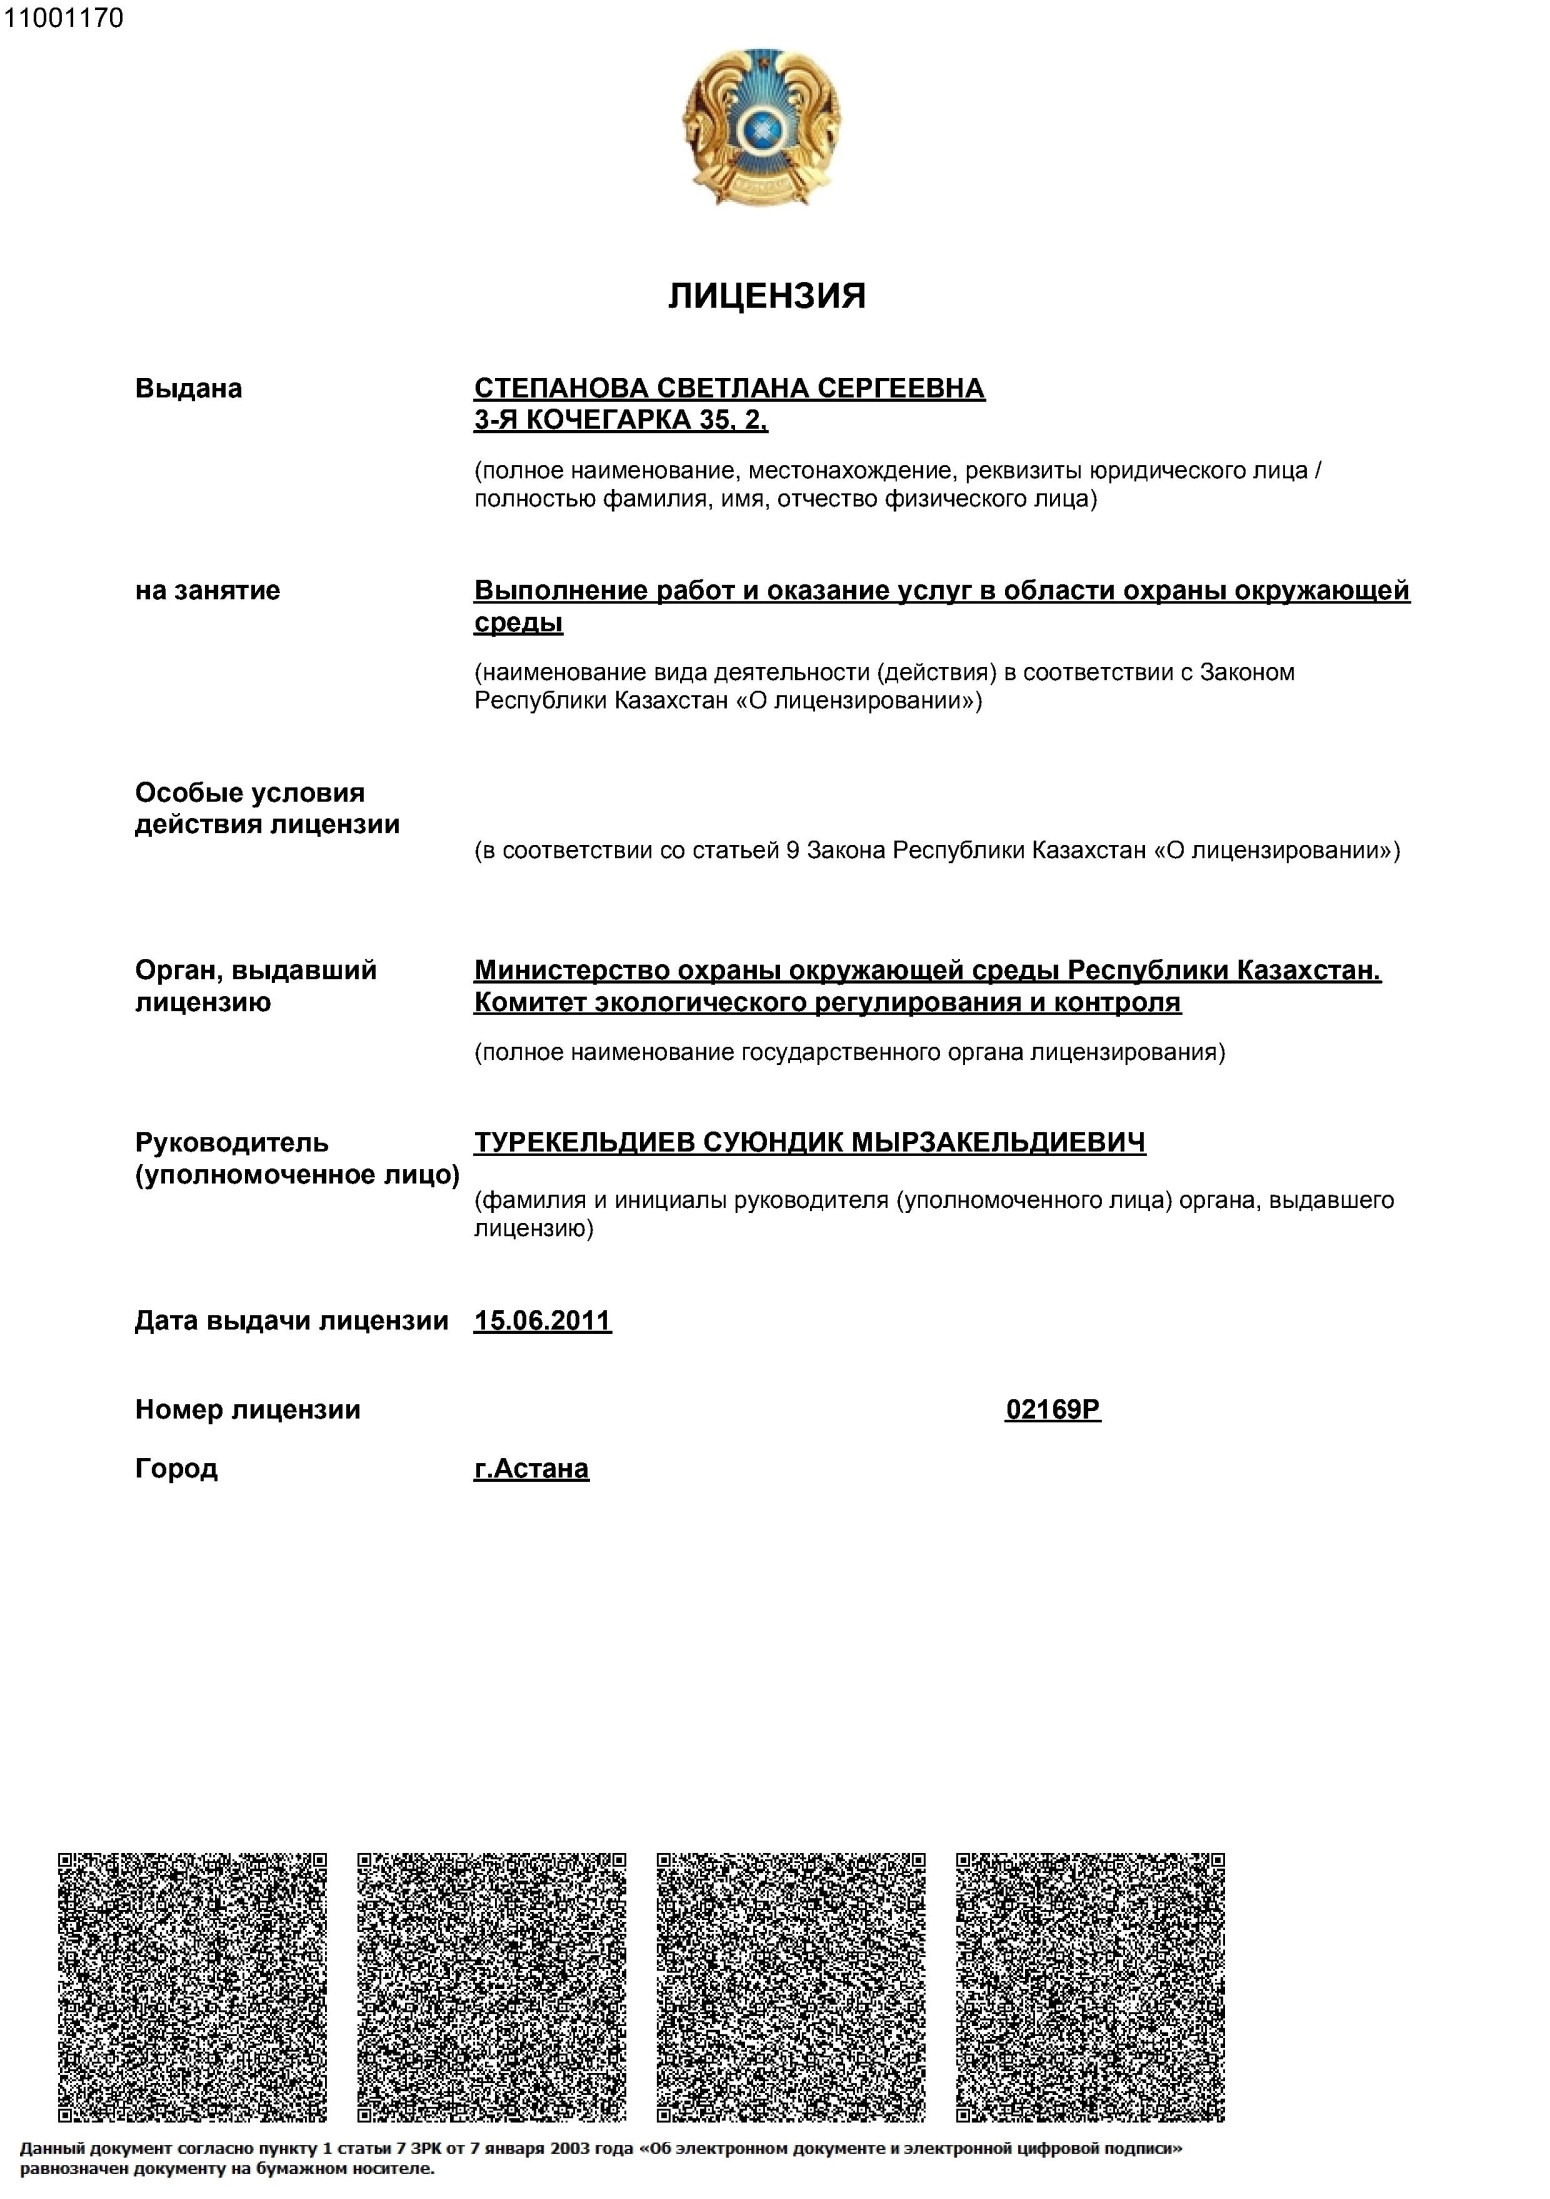 11001170
ЛИЦЕНЗИЯ
Выдана
СТЕПАНОВА СВЕТЛАНА СЕРГЕЕВНА
3-Я КОЧЕГАРКА 35, 2,
(полное наименование, местонахождение, реквизиты юридического лица /
полностью фамилия, имя, отчество физического лица)
на занятие
Выполнение работ и оказание услуг в области охраны окружающей
среды
(наименование вида деятельности (действия) в соответствии с Законом
Республики Казахстан «О лицензировании»)
Особые условия
действия лицензии
(в соответствии со статьей 9 Закона Республики Казахстан «О лицензировании»)
Орган, выдавший
лицензию
Министерство охраны окружающей среды Республики Казахстан.
Комитет экологического регулирования и контроля
(полное наименование государственного органа лицензирования)
Руководитель
(уполномоченное лицо)
ТУРЕКЕЛЬДИЕВ СУЮНДИК МЫРЗАКЕЛЬДИЕВИЧ
(фамилия и инициалы руководителя (уполномоченного лица) органа, выдавшего
лицензию)
Дата выдачи лицензии 15.06.2011
Номер лицензии 02169Р
Город г.Астана
Данный документ согласно пункту 1 статьи 7 ЗРК от 7 января 2003 года «Об электронном документе и электронной цифровой подписи»
равнозначен документу на бумажном носителе.